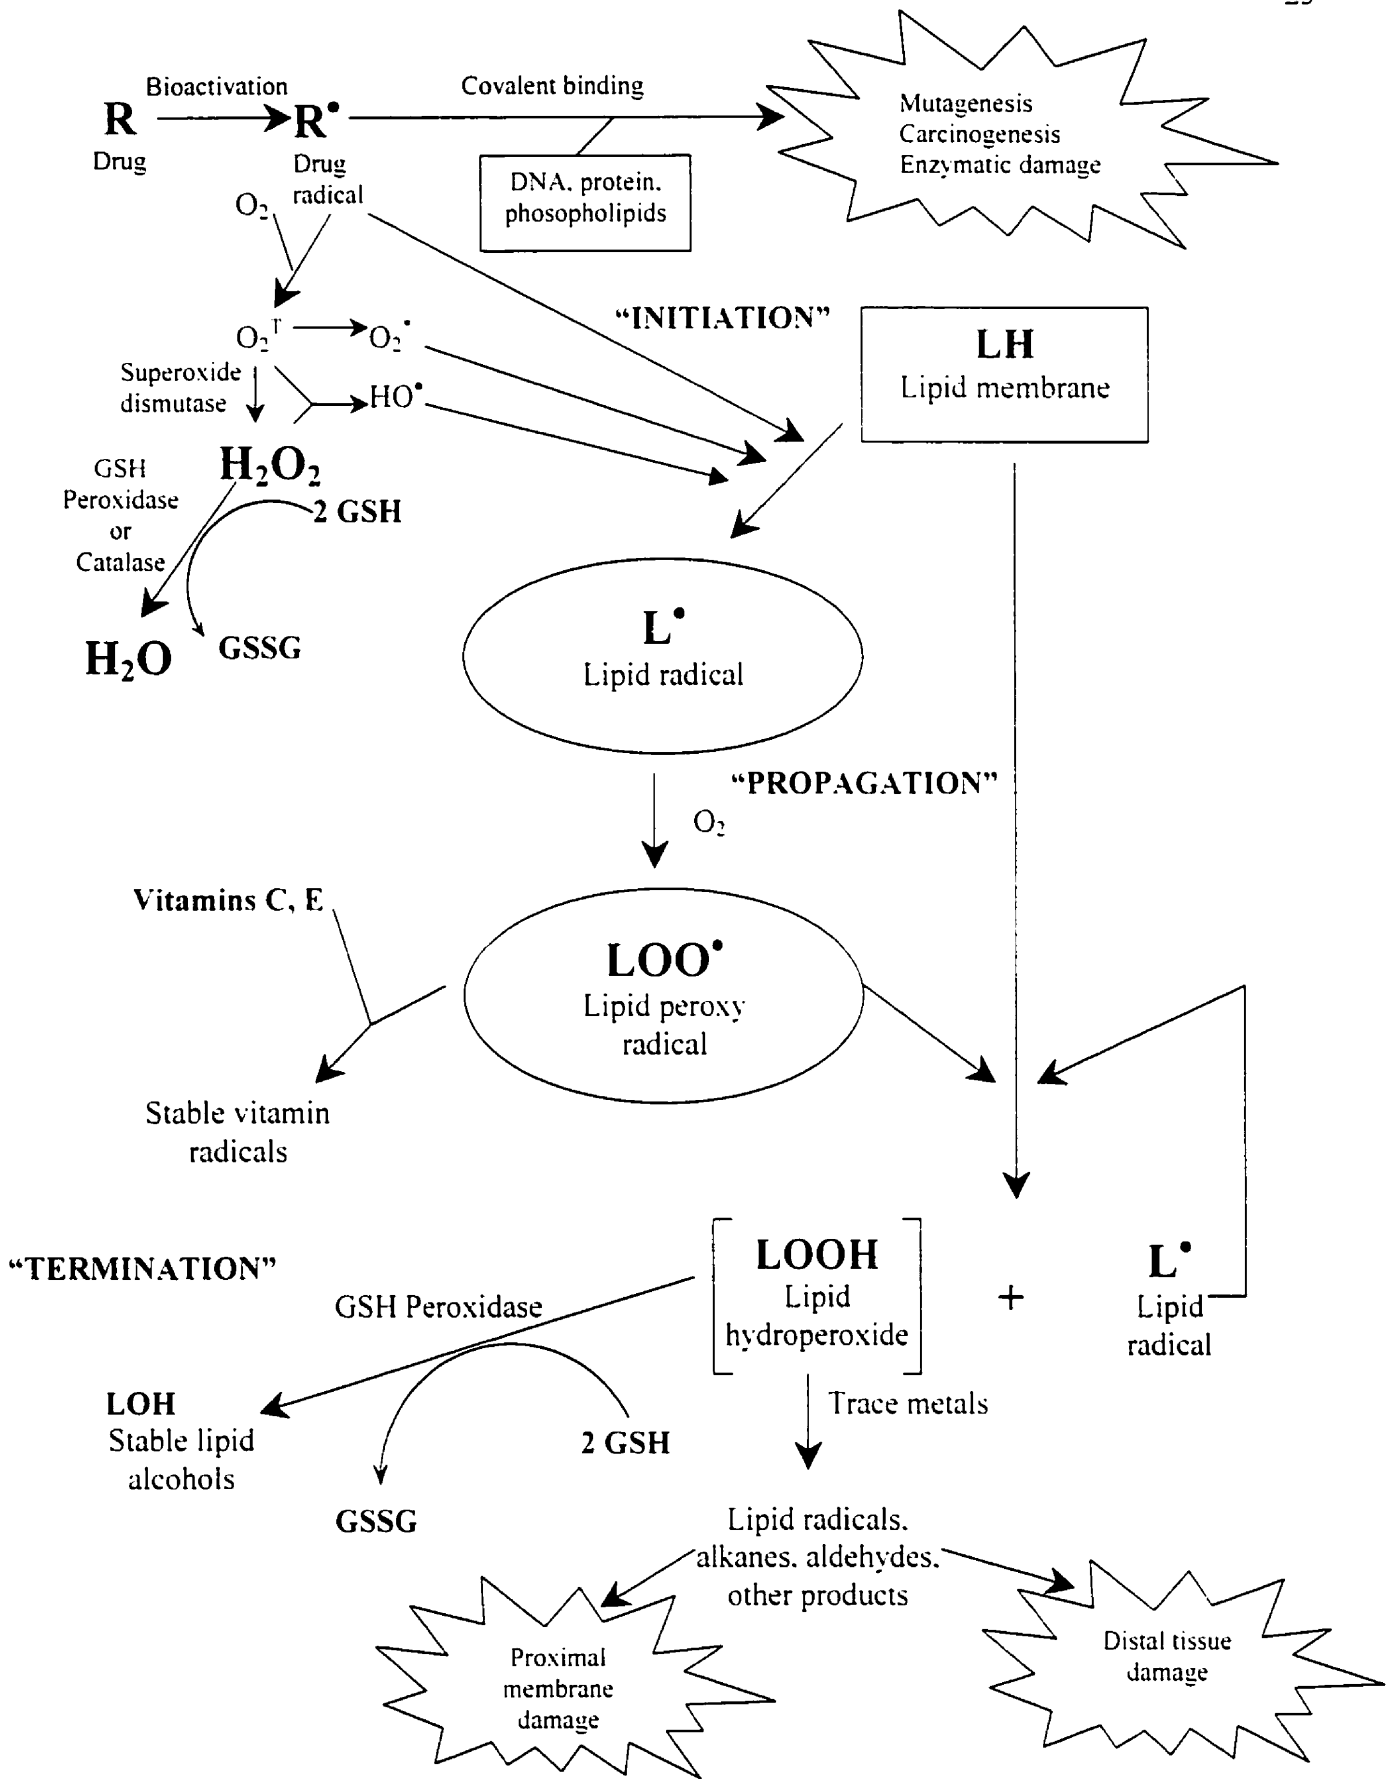 Bioactivation
Covalent binding
R
R•
Drug
Drug
radical
DNA, protein,
phosopholipids
Mutagenesis
Carcinogenesis
Enzymatic damage
O₂
"INITIATION"
LH
Lipid membrane
O₂
O₂•
Superoxide
dismutase
HO•
H₂O₂
GSH
Peroxidase
or
Catalase
2 GSH
H₂O
GSSG
L•
Lipid radical
"PROPAGATION"
O₂
Vitamins C, E
LOO•
Lipid peroxy
radical
Stable vitamin
radicals
"TERMINATION"
GSH Peroxidase
LOOH
Lipid
hydroperoxide
+
L•
Lipid
radical
LOH
Stable lipid
alcohols
2 GSH
GSSG
Trace metals
Lipid radicals,
alkanes, aldehydes,
other products
Proximal
membrane
damage
Distal tissue
damage